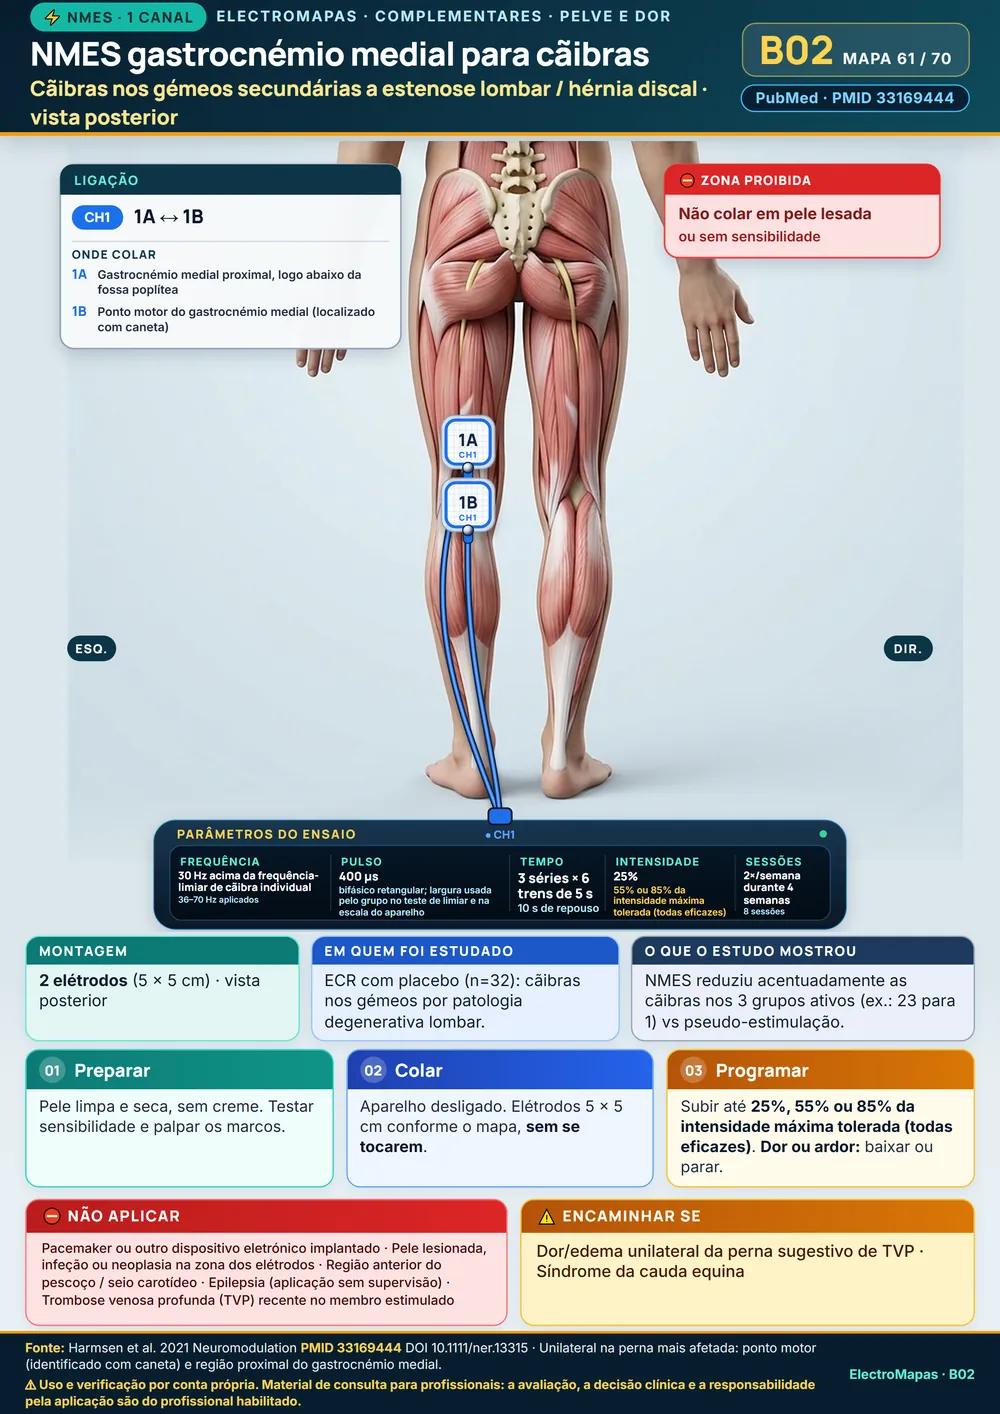 ⚡ NMES · 1 CANAL
ELECTROMAPAS · COMPLEMENTARES · PELVE E DOR
NMES gastrocnémio medial para cãibras
Cãibras nos gémeos secundárias a estenose lombar / hérnia discal ·
vista posterior
B02 MAPA 61 / 70
PubMed · PMID 33169444
LIGAÇÃO
CH1 1A ↔ 1B
ONDE COLAR
1A Gastrocnémio medial proximal, logo abaixo da
fossa poplítea
1B Ponto motor do gastrocnémio medial (localizado
com caneta)
⛔ ZONA PROIBIDA
Não colar em pele lesada
ou sem sensibilidade
1A
CH1
1B
CH1
ESQ.
DIR.
PARÂMETROS DO ENSAIO
CH1
FREQUÊNCIA
30 Hz acima da frequência-
limiar de cãibra individual
36–70 Hz aplicados
PULSO
400 µs
bifásico retangular; largura usada
pelo grupo no teste de limiar e na
escala do aparelho
TEMPO
3 séries × 6
trens de 5 s
10 s de repouso
INTENSIDADE
25%
55% ou 85% da
intensidade máxima
tolerada (todas eficazes)
SESSÕES
2×/semana
durante 4
semanas
8 sessões
MONTAGEM
2 elétrodos (5 × 5 cm) · vista
posterior
EM QUEM FOI ESTUDADO
ECR com placebo (n=32): cãibras
nos gémeos por patologia
degenerativa lombar.
O QUE O ESTUDO MOSTROU
NMES reduziu acentuadamente as
cãibras nos 3 grupos ativos (ex.: 23 para
1) vs pseudo-estimulação.
01 Preparar
Pele limpa e seca, sem creme. Testar
sensibilidade e palpar os marcos.
02 Colar
Aparelho desligado. Elétrodos 5 × 5
cm conforme o mapa, sem se
tocarem.
03 Programar
Subir até 25%, 55% ou 85% da
intensidade máxima tolerada (todas
eficazes). Dor ou ardor: baixar ou
parar.
⛔ NÃO APLICAR
Pacemaker ou outro dispositivo eletrónico implantado · Pele lesionada,
infeção ou neoplasia na zona dos elétrodos · Região anterior do
pescoço / seio carotídeo · Epilepsia (aplicação sem supervisão) ·
Trombose venosa profunda (TVP) recente no membro estimulado
⚠ ENCAMINHAR SE
Dor/edema unilateral da perna sugestivo de TVP ·
Síndrome da cauda equina
Fonte: Harmsen et al. 2021 Neuromodulation PMID 33169444 DOI 10.1111/ner.13315 · Unilateral na perna mais afetada: ponto motor
(identificado com caneta) e região proximal do gastrocnémio medial.
⚠ Uso e verificação por conta própria. Material de consulta para profissionais: a avaliação, a decisão clínica e a responsabilidade
pela aplicação são do profissional habilitado.
ElectroMapas · B02